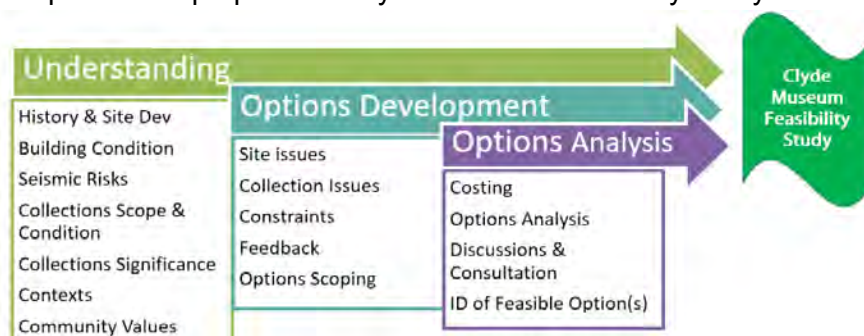 Understanding
History & Site Dev
Building Condition
Seismic Risks
Collections Scope &
Condition
Collections Significance
Contexts
Community Values
Options Development
Site issues
Collection Issues
Constraints
Feedback
Options Scoping
Options Analysis
Costing
Options Analysis
Discussions &
Consultation
ID of Feasible Option(s)
Clyde
Museum
Feasibility
Study